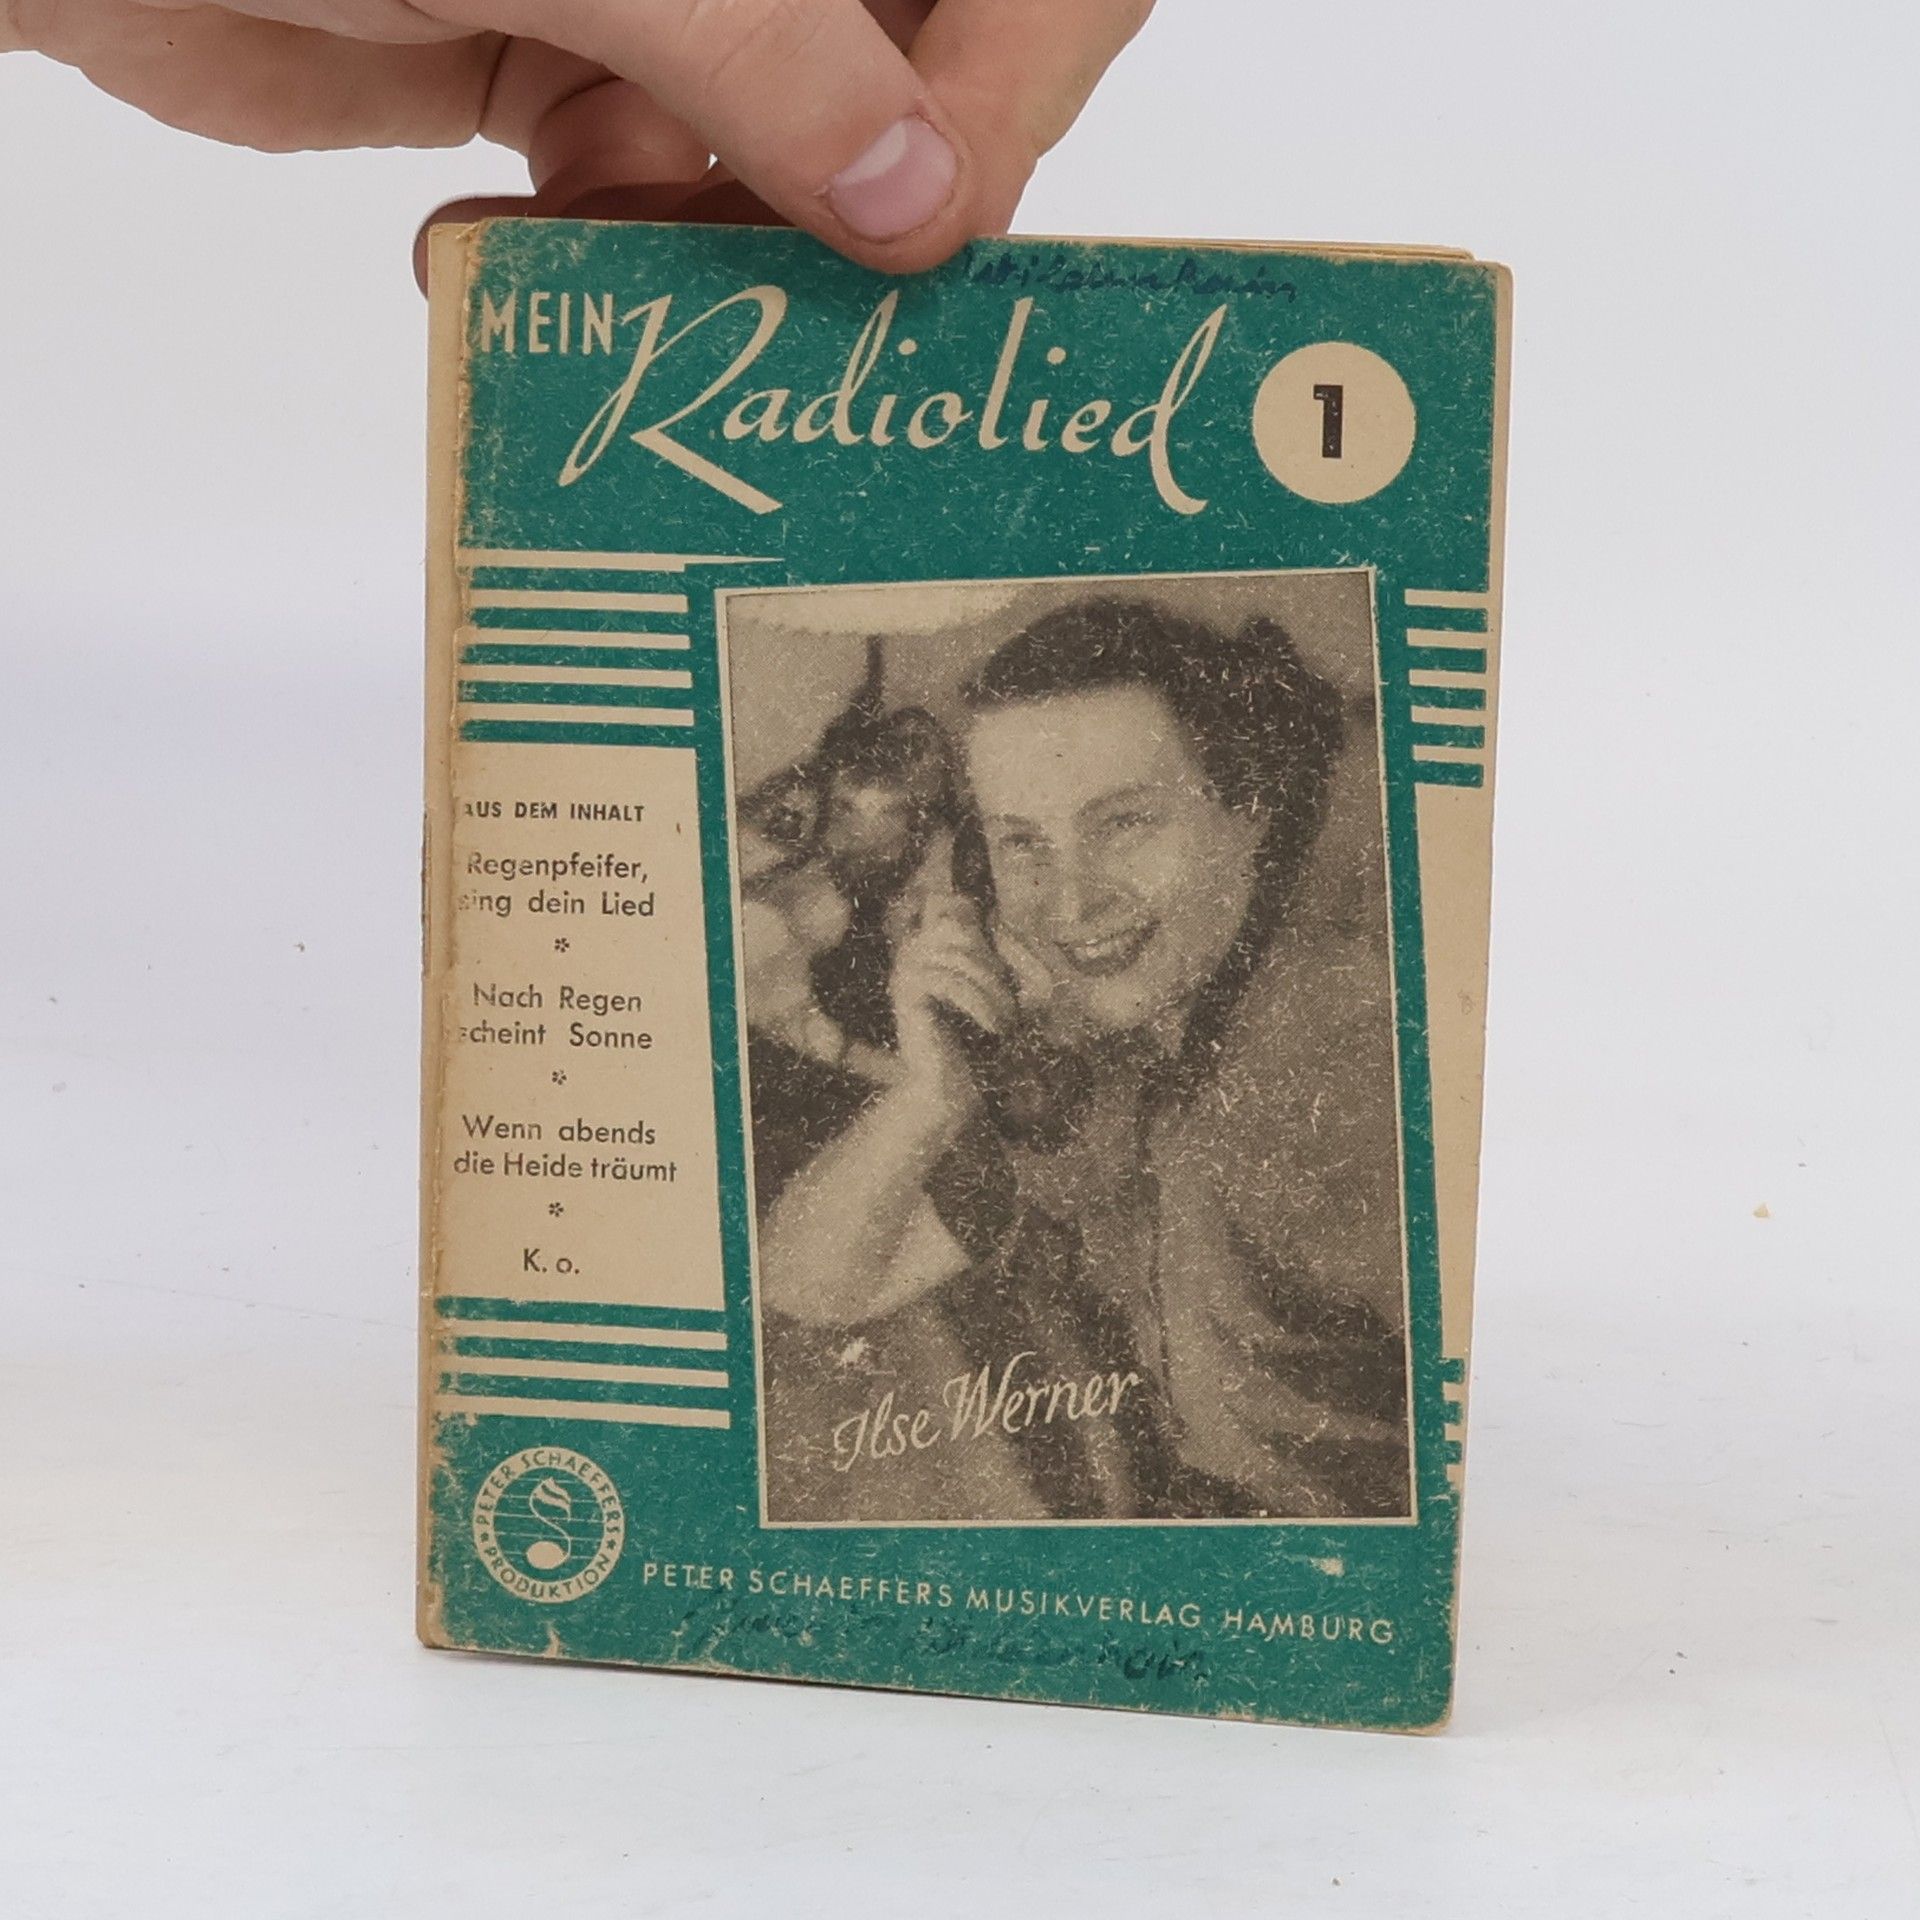 MEIN Radiolied 1
AUS DEM INHALT
Regenpfeifer,
sing dein Lied
*
Nach Regen
scheint Sonne
*
Wenn abends
die Heide träumt
*
K. o.
Ilse Werner
PETER SCHAEFFERS
* PRODUKTION *
PETER SCHAEFFERS MUSIKVERLAG HAMBURG